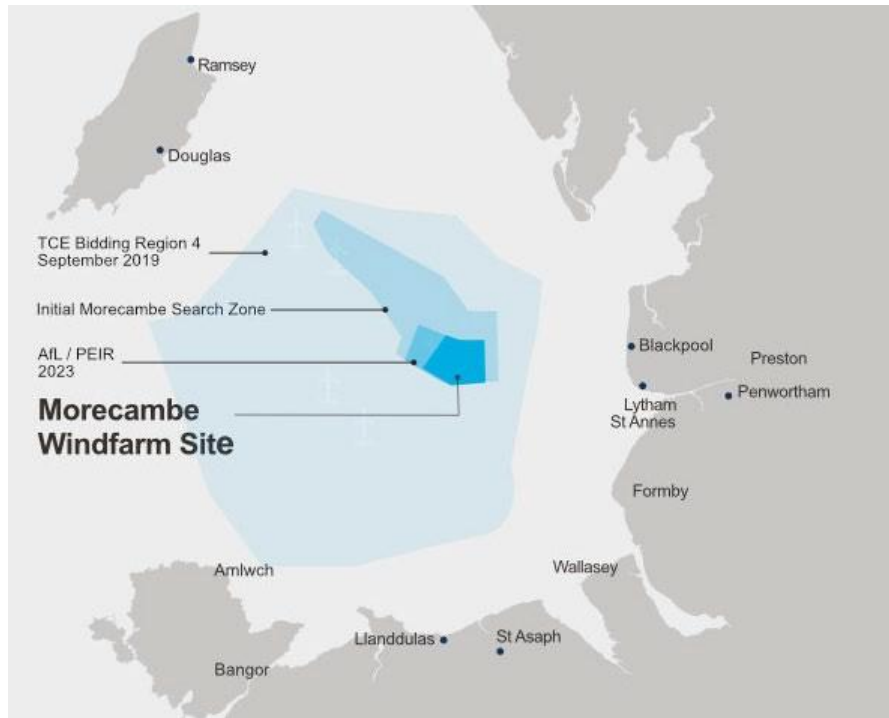 Ramsey
Douglas
TCE Bidding Region 4
September 2019
Initial Morecambe Search Zone
AfL / PEIR
2023
Morecambe
Windfarm Site
Blackpool
Preston
Penwortham
Lytham
St Annes
Formby
Wallasey
Amlwch
Llanddulas
St Asaph
Bangor